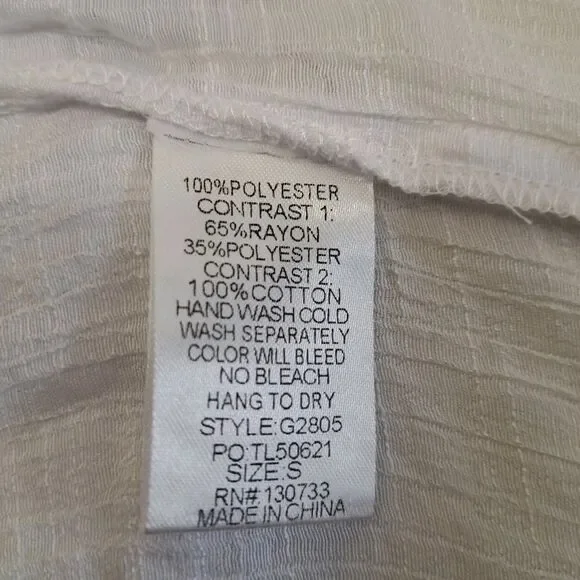 100%POLYESTER
CONTRAST 1:
65%RAYON
35%POLYESTER
CONTRAST 2:
100%COTTON
HAND WASH COLD
WASH SEPARATELY
COLOR WILL BLEED
NO BLEACH
HANG TO DRY
STYLE:G2805
PO:TL50621
SIZE:S
RN#:130733
MADE IN CHINA